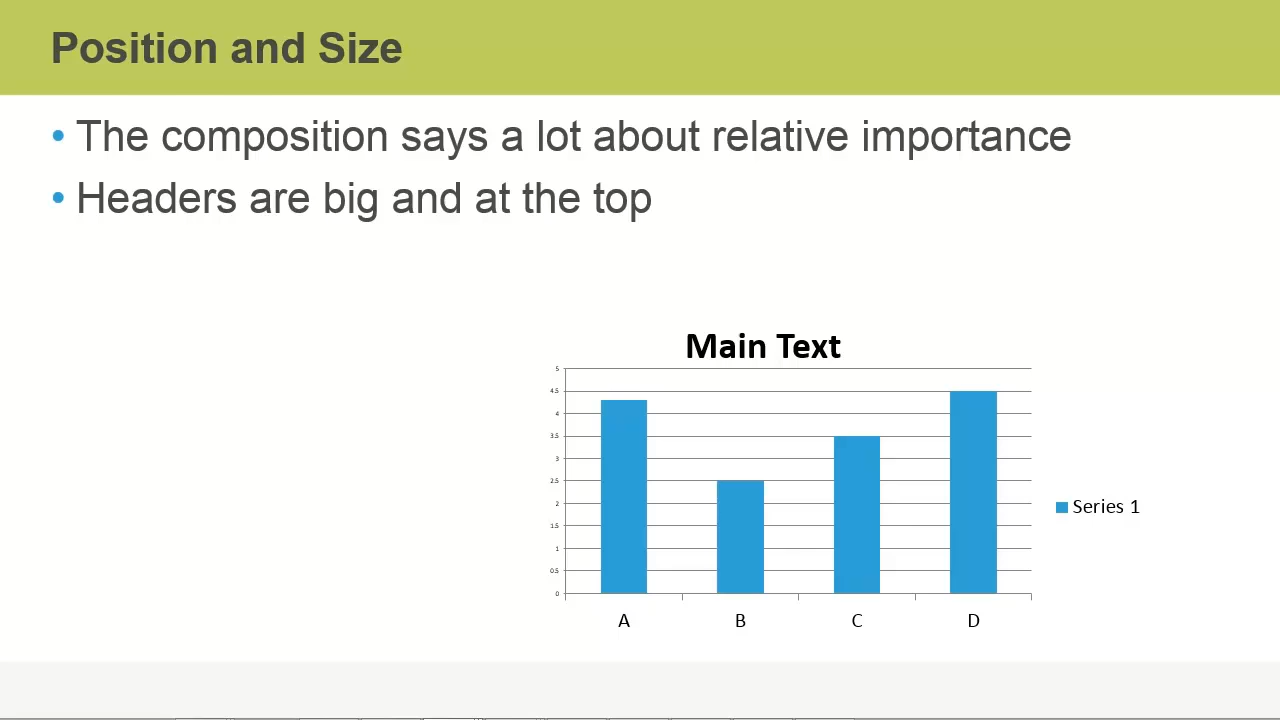 Position and Size
• The composition says a lot about relative importance
• Headers are big and at the top
Main Text
5
4.5
4
3.5
3
2.5
2
1.5
1
0.5
0
A B C D
Series 1